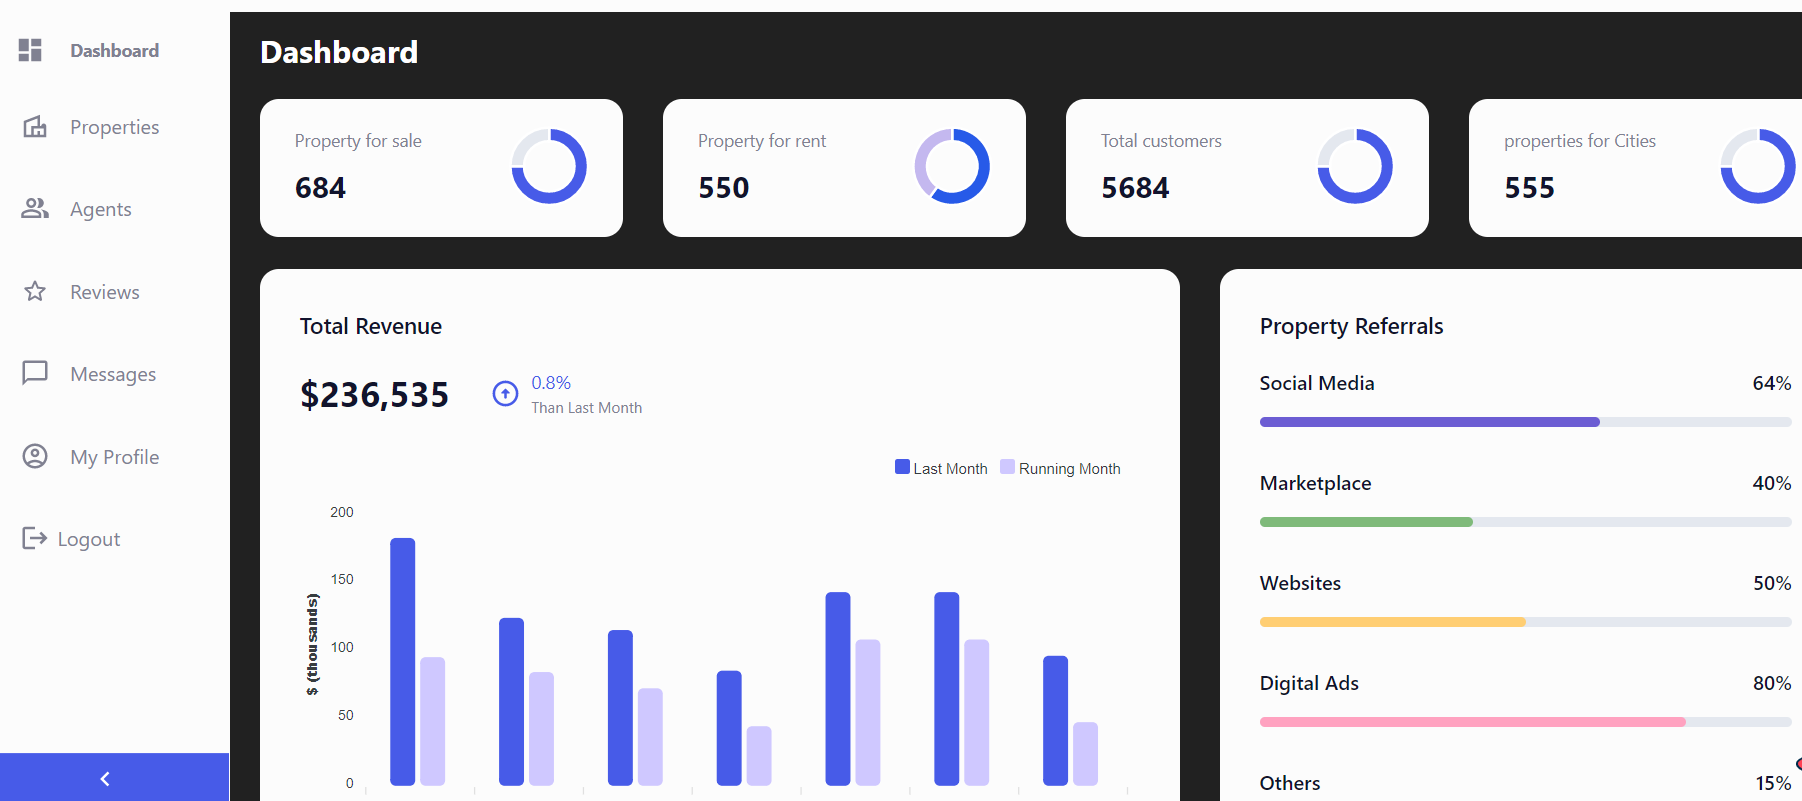 Dashboard
Properties
Agents
Reviews
Messages
My Profile
Logout
Dashboard
Property for sale
684
Property for rent
550
Total customers
5684
properties for Cities
555
Total Revenue
$236,535
0.8%
Than Last Month
Last Month
Running Month
$ (thousands)
200
150
100
50
0
Property Referrals
Social Media 64%
Marketplace 40%
Websites 50%
Digital Ads 80%
Others 15%